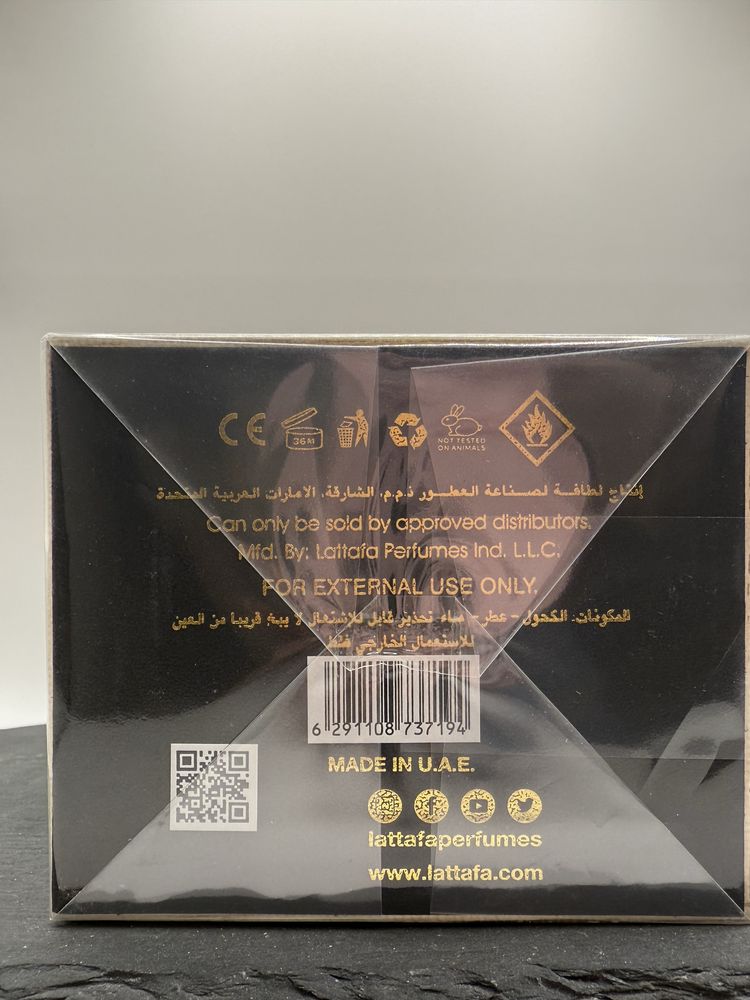 CE
36M
NOT TESTED
ON ANIMALS
إنتاج لطافة لصناعة العطور ذ.م.م. الشارقة، الامارات العربية المتحدة
Can only be sold by approved distributors.
Mfd. By: Lattafa Perfumes Ind. L.L.C.
FOR EXTERNAL USE ONLY.
المكونات: الكحول - عطر - ماء تحذير قابل للاشتعال لا يبخ قريبا من العين
للاستعمال الخارجي فقط
6 291108 737194
MADE IN U.A.E.
lattafaperfumes
www.lattafa.com